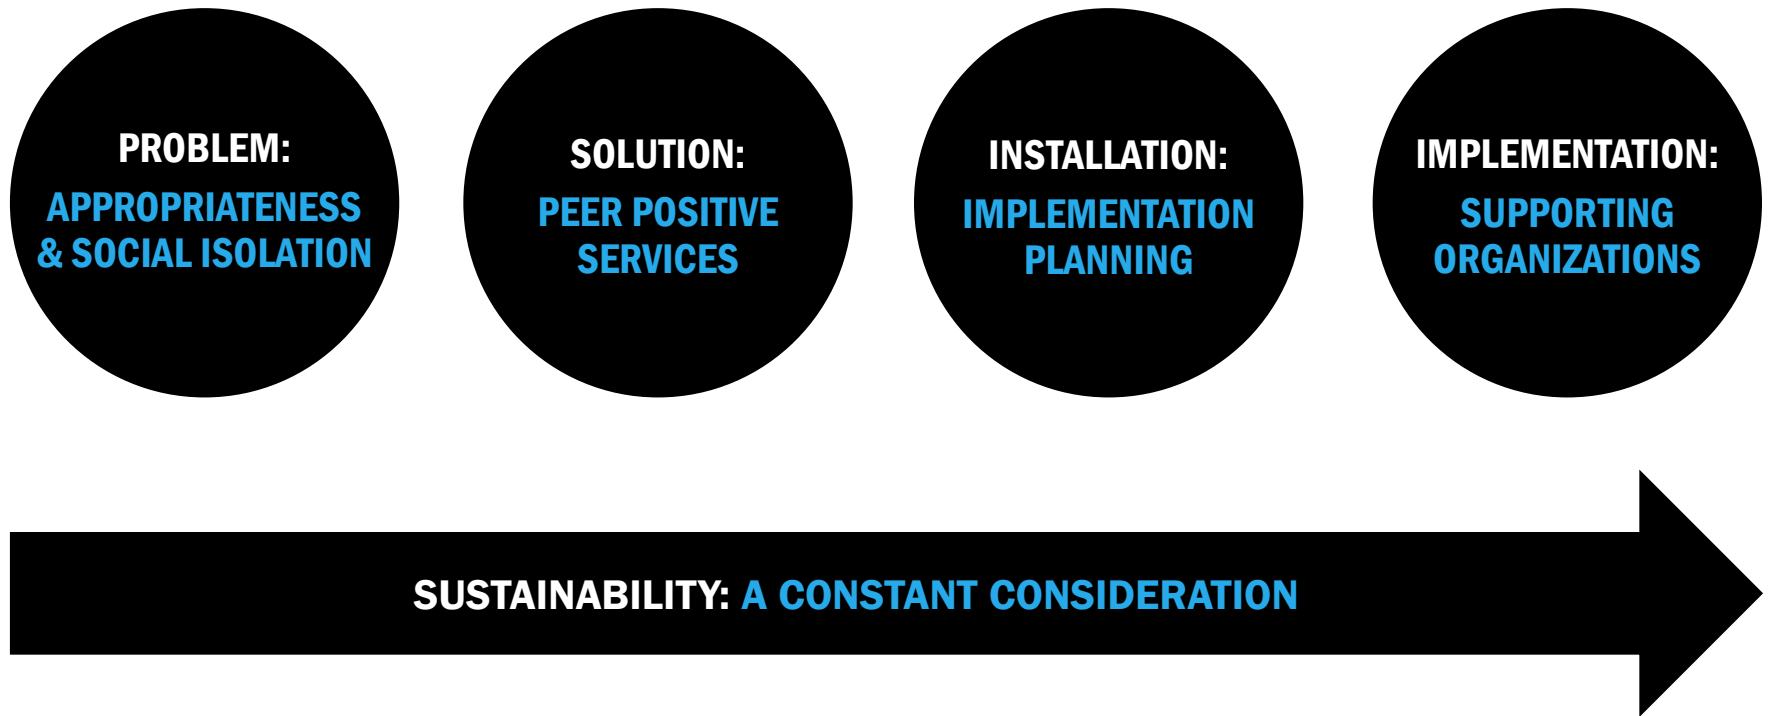 PROBLEM:
APPROPRIATENESS
& SOCIAL ISOLATION
SOLUTION:
PEER POSITIVE
SERVICES
INSTALLATION:
IMPLEMENTATION
PLANNING
IMPLEMENTATION:
SUPPORTING
ORGANIZATIONS
SUSTAINABILITY: A CONSTANT CONSIDERATION